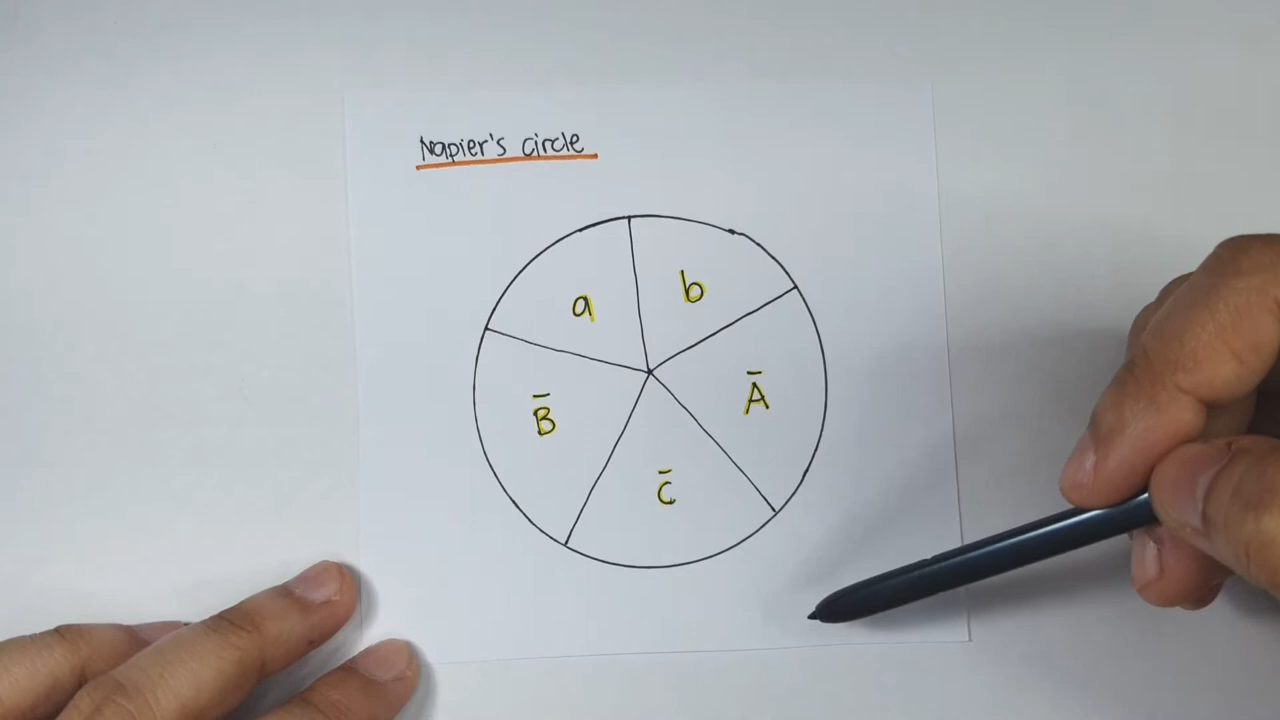 Napier's circle
a
b
B̄
Ā
c̄